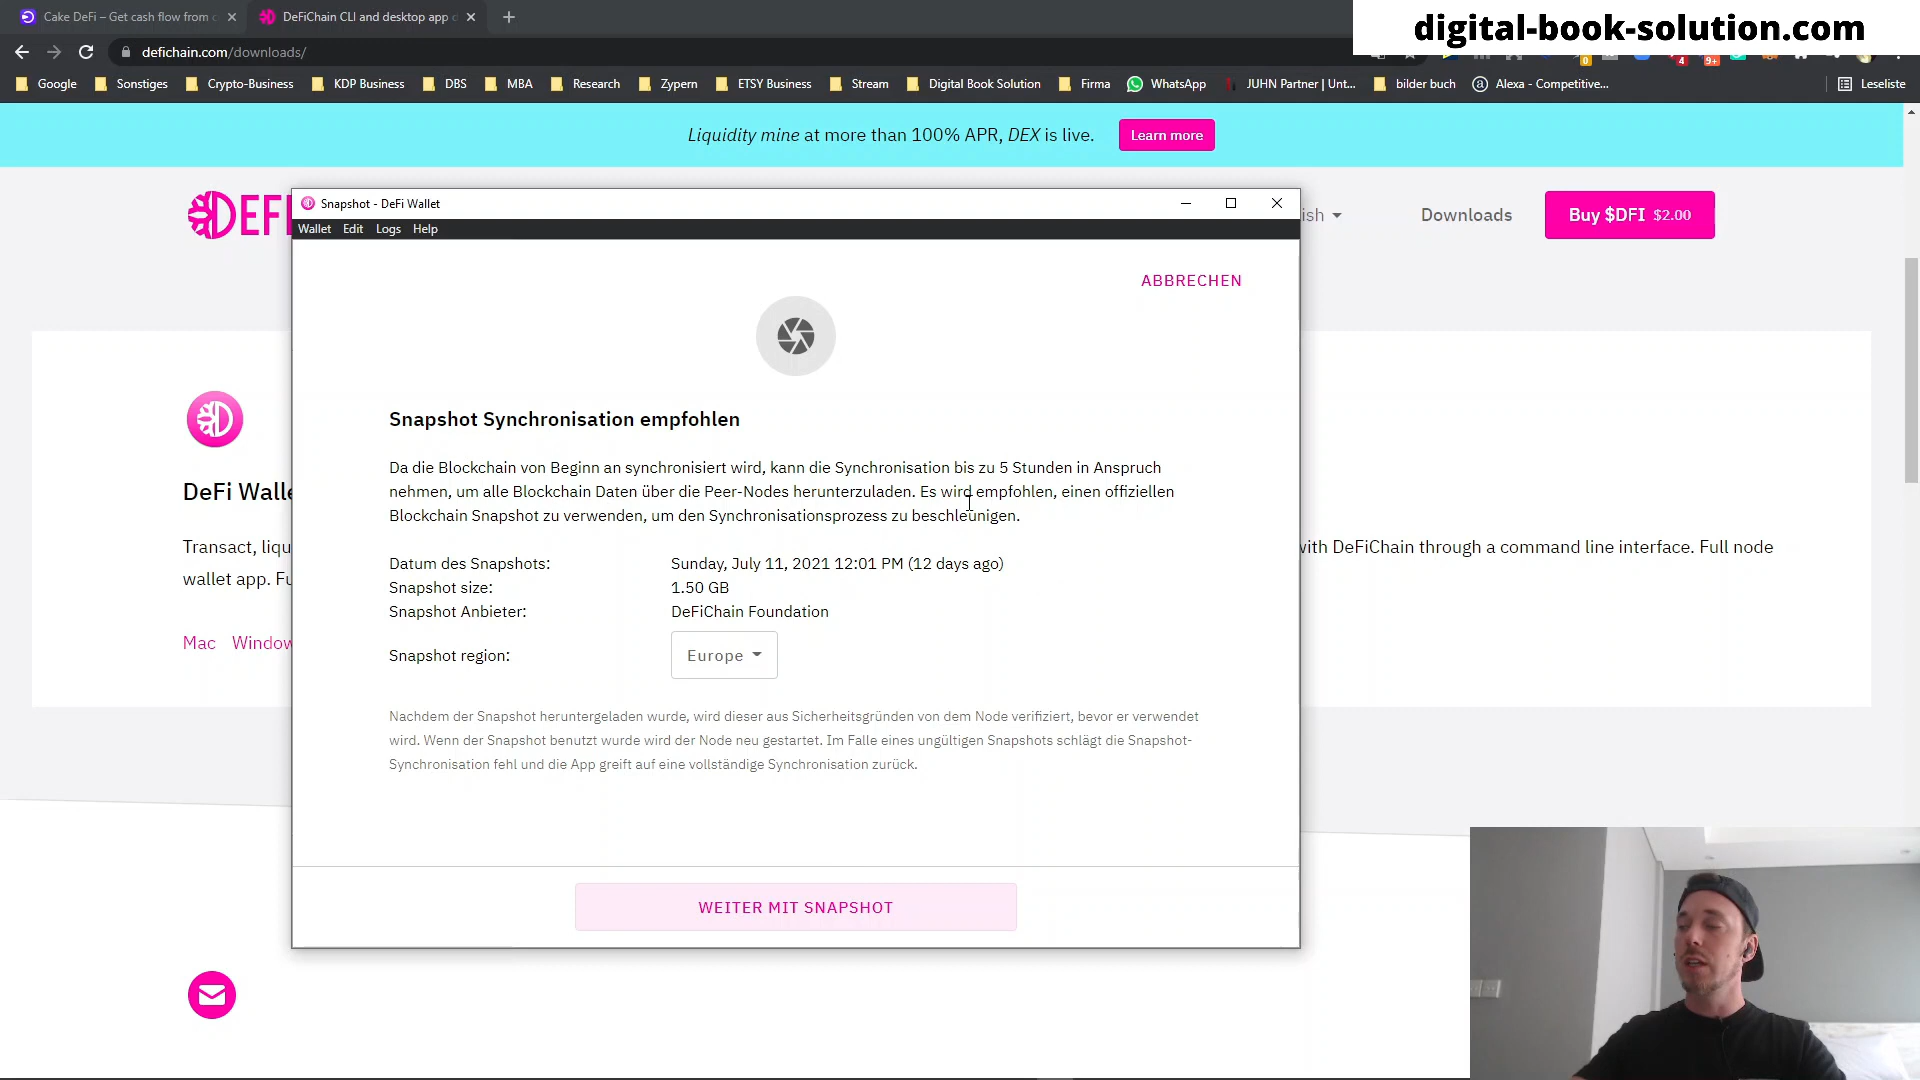 Cake DeFi – Get cash flow from
DeFiChain CLI and desktop app
digital-book-solution.com
defichain.com/downloads/
Google
Sonstiges
Crypto-Business
KDP Business
DBS
MBA
Research
Zypern
ETSY Business
Stream
Digital Book Solution
Firma
WhatsApp
JUHN Partner | Unt...
bilder buch
Alexa - Competitive...
Leseliste
0
4
9+
Liquidity mine at more than 100% APR, DEX is live.
Learn more
DEFI
ish
Downloads
Buy $DFI $2.00
Snapshot - DeFi Wallet
Wallet Edit Logs Help
ABBRECHEN
Snapshot Synchronisation empfohlen
Da die Blockchain von Beginn an synchronisiert wird, kann die Synchronisation bis zu 5 Stunden in Anspruch
nehmen, um alle Blockchain Daten über die Peer-Nodes herunterzuladen. Es wird empfohlen, einen offiziellen
Blockchain Snapshot zu verwenden, um den Synchronisationsprozess zu beschleunigen.
Datum des Snapshots: Sunday, July 11, 2021 12:01 PM (12 days ago)
Snapshot size: 1.50 GB
Snapshot Anbieter: DeFiChain Foundation
Snapshot region: Europe
Nachdem der Snapshot heruntergeladen wurde, wird dieser aus Sicherheitsgründen von dem Node verifiziert, bevor er verwendet
wird. Wenn der Snapshot benutzt wurde wird der Node neu gestartet. Im Falle eines ungültigen Snapshots schlägt die Snapshot-
Synchronisation fehl und die App greift auf eine vollständige Synchronisation zurück.
WEITER MIT SNAPSHOT
DeFi Walle
Transact, liqu
wallet app. Fu
Mac Window
with DeFiChain through a command line interface. Full node